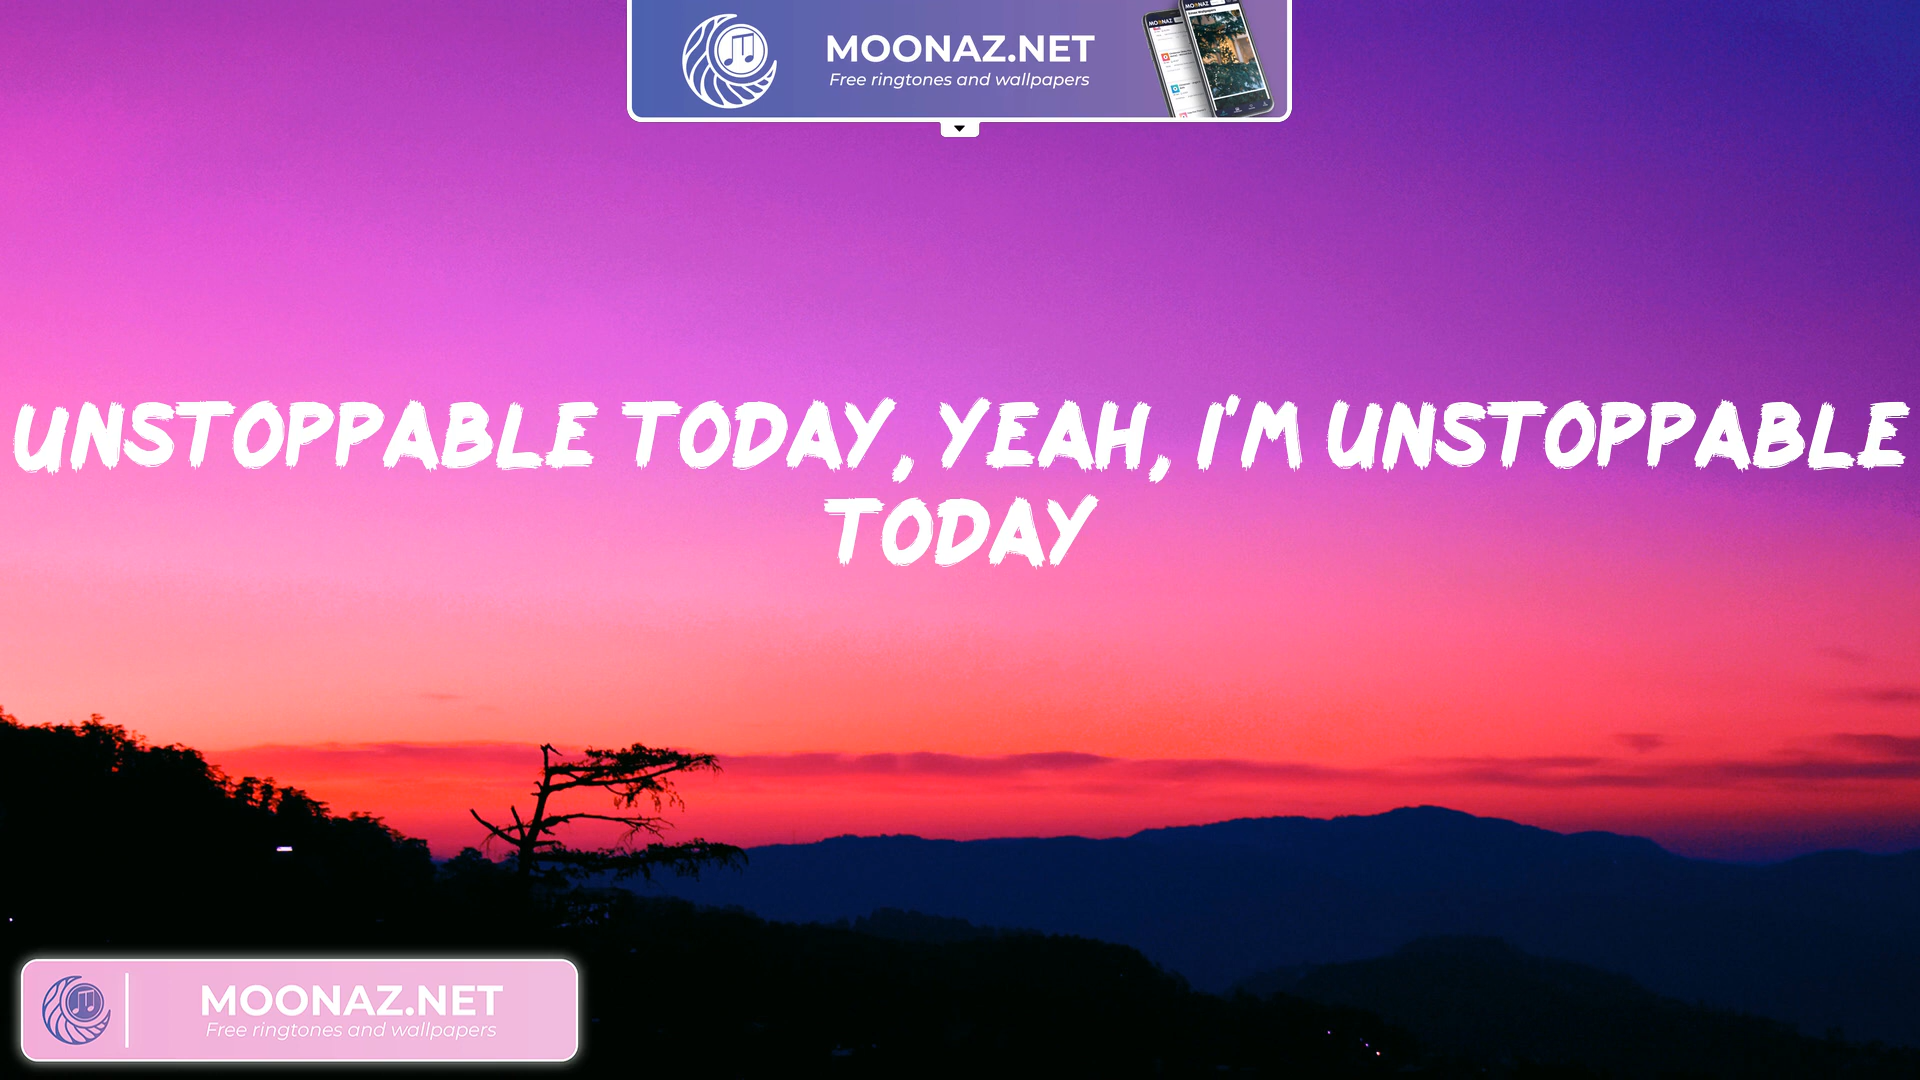 MOONAZ.NET
Free ringtones and wallpapers
UNSTOPPABLE TODAY, YEAH, I'M UNSTOPPABLE
TODAY
MOONAZ.NET
Free ringtones and wallpapers